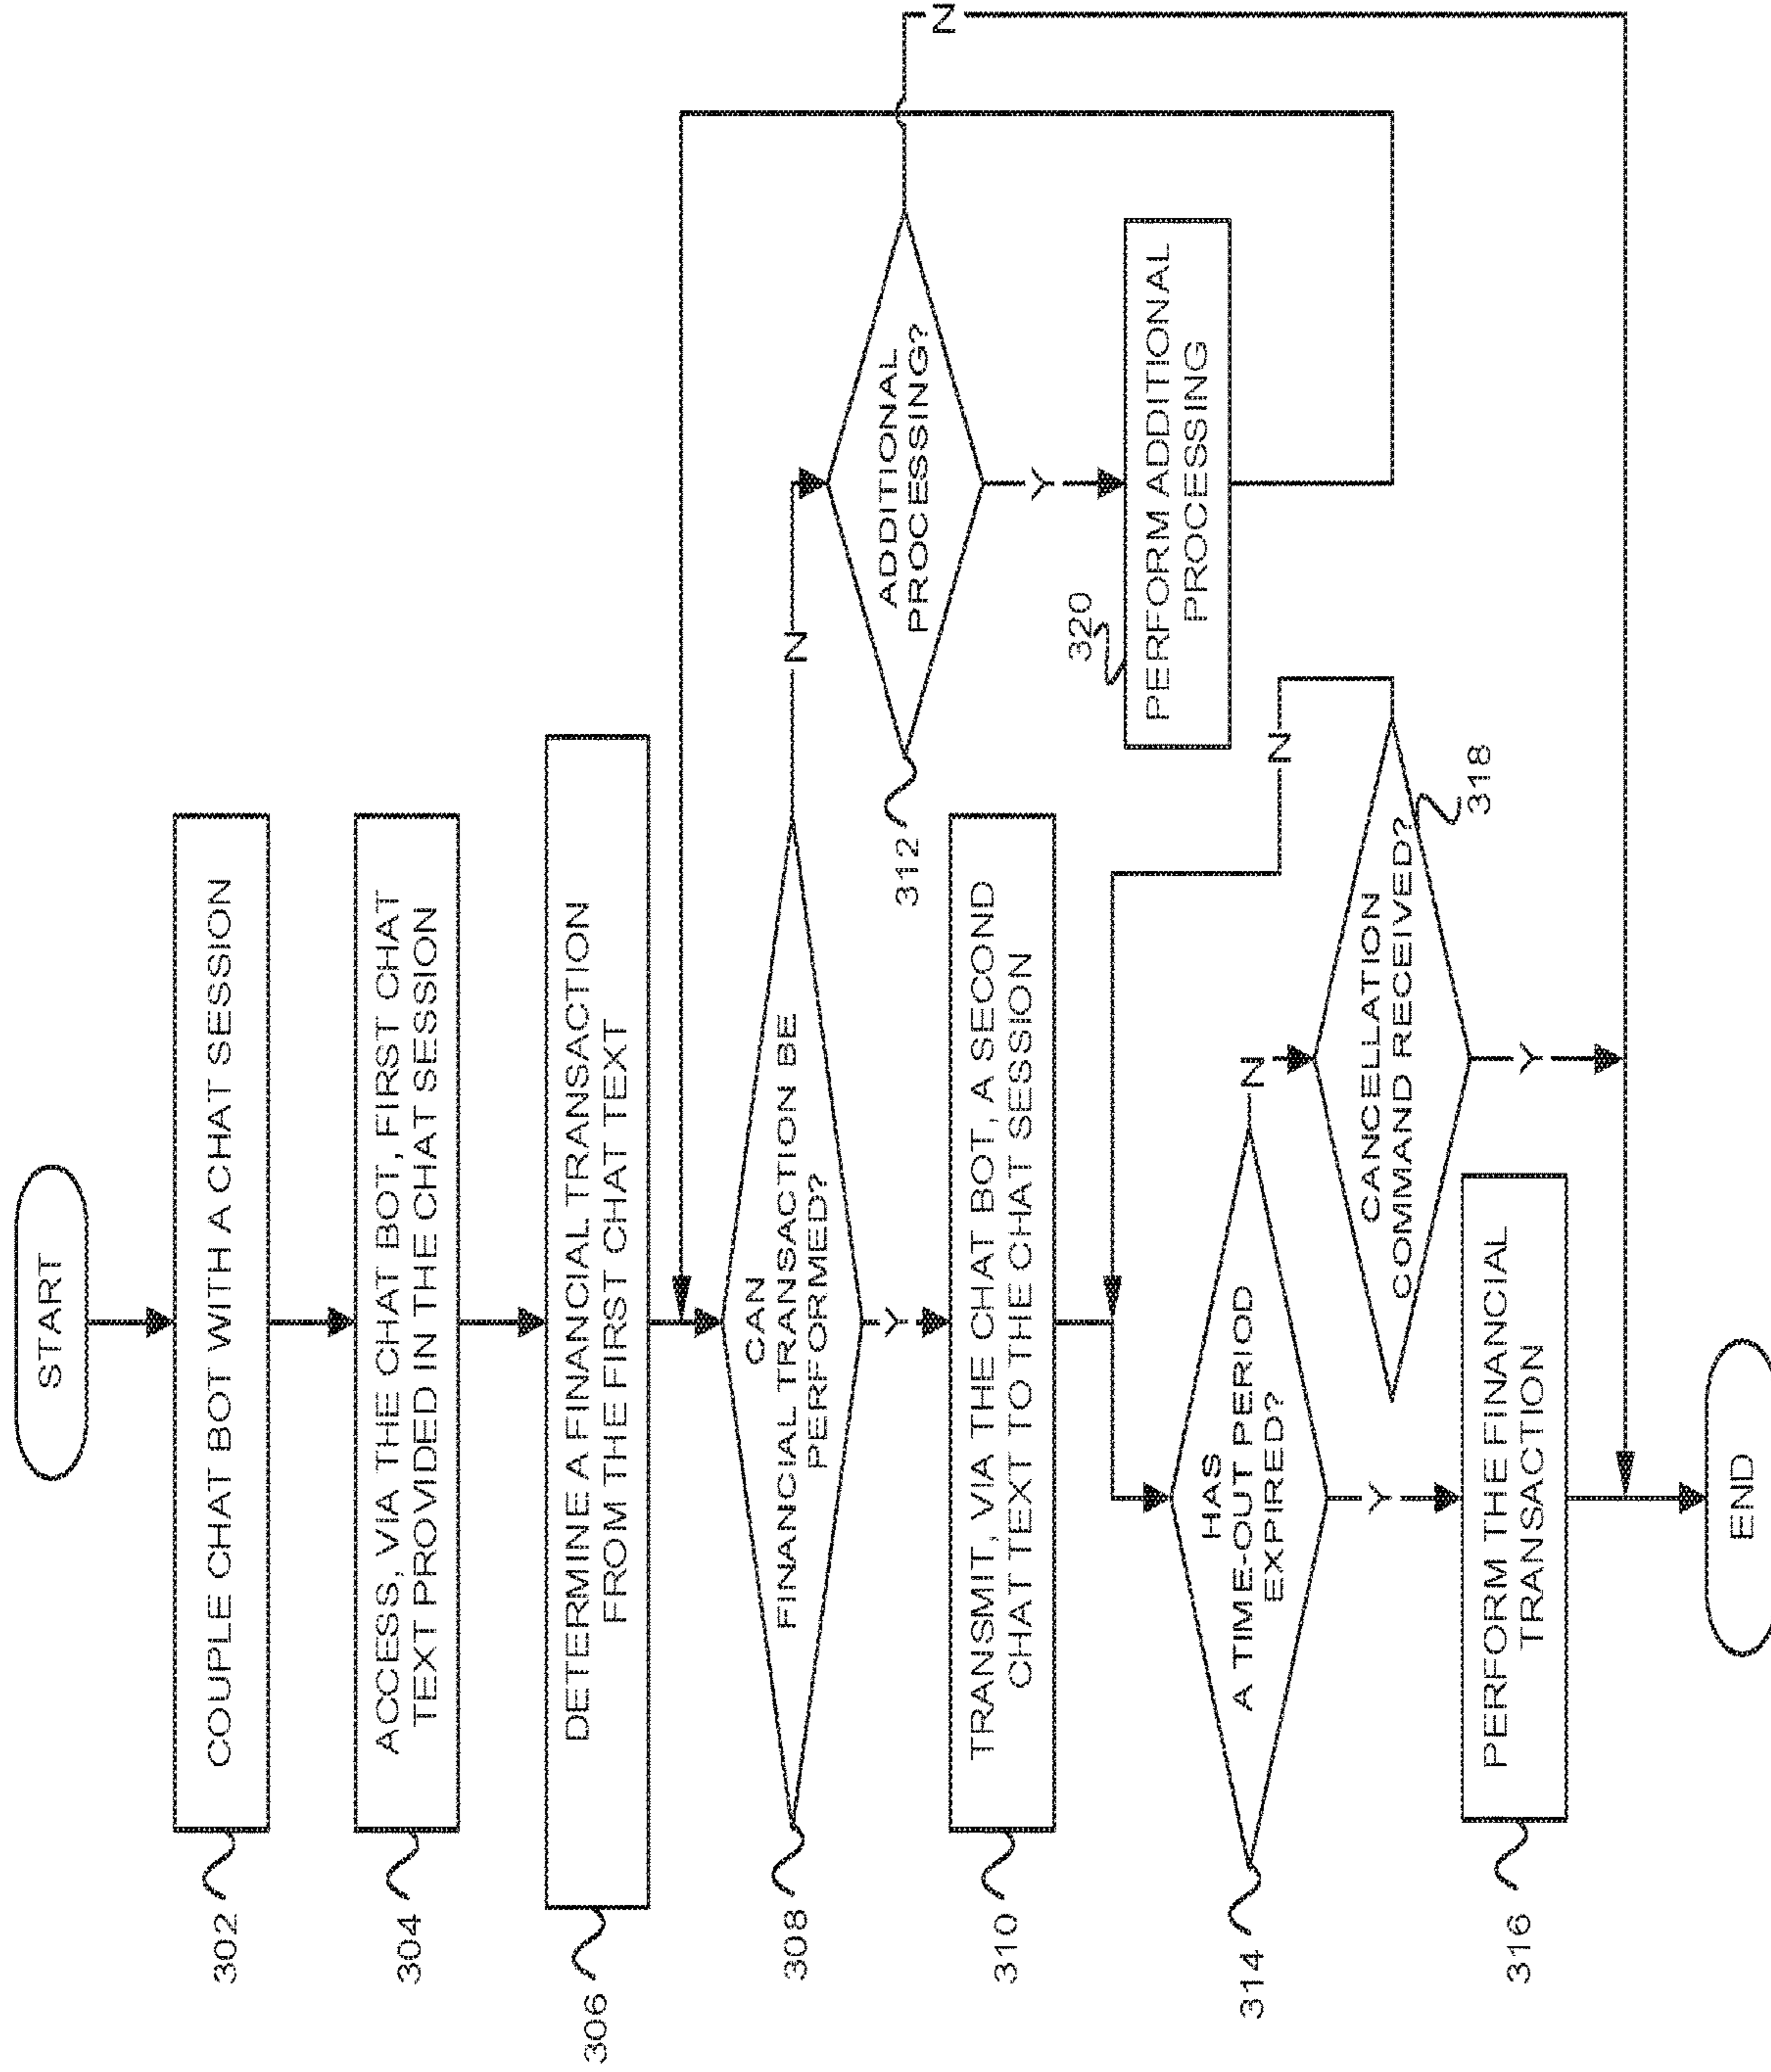 START
302
COUPLE CHAT BOT WITH A CHAT SESSION
304
ACCESS, VIA THE CHAT BOT, FIRST CHAT
TEXT PROVIDED IN THE CHAT SESSION
306
DETERMINE A FINANCIAL TRANSACTION
FROM THE FIRST CHAT TEXT
308
CAN
FINANCIAL TRANSACTION BE
PERFORMED?
N
Y
312
ADDITIONAL
PROCESSING?
N
Y
320
PERFORM ADDITIONAL
PROCESSING
310
TRANSMIT, VIA THE CHAT BOT, A SECOND
CHAT TEXT TO THE CHAT SESSION
314
HAS
A TIME-OUT PERIOD
EXPIRED?
N
Y
318
CANCELLATION
COMMAND RECEIVED?
N
Y
316
PERFORM THE FINANCIAL
TRANSACTION
END